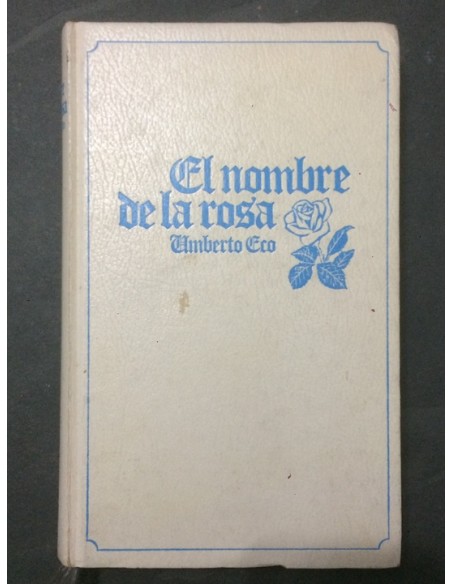 El nombre
de la rosa
Umberto Eco